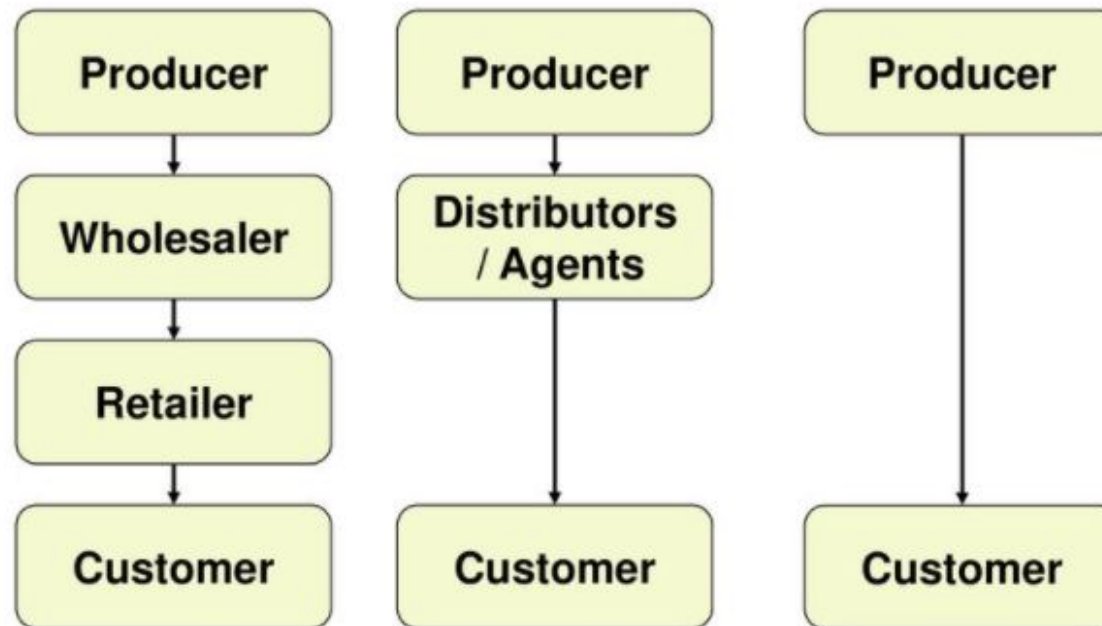 Producer
Wholesaler
Retailer
Customer
Producer
Distributors
/ Agents
Customer
Producer
Customer